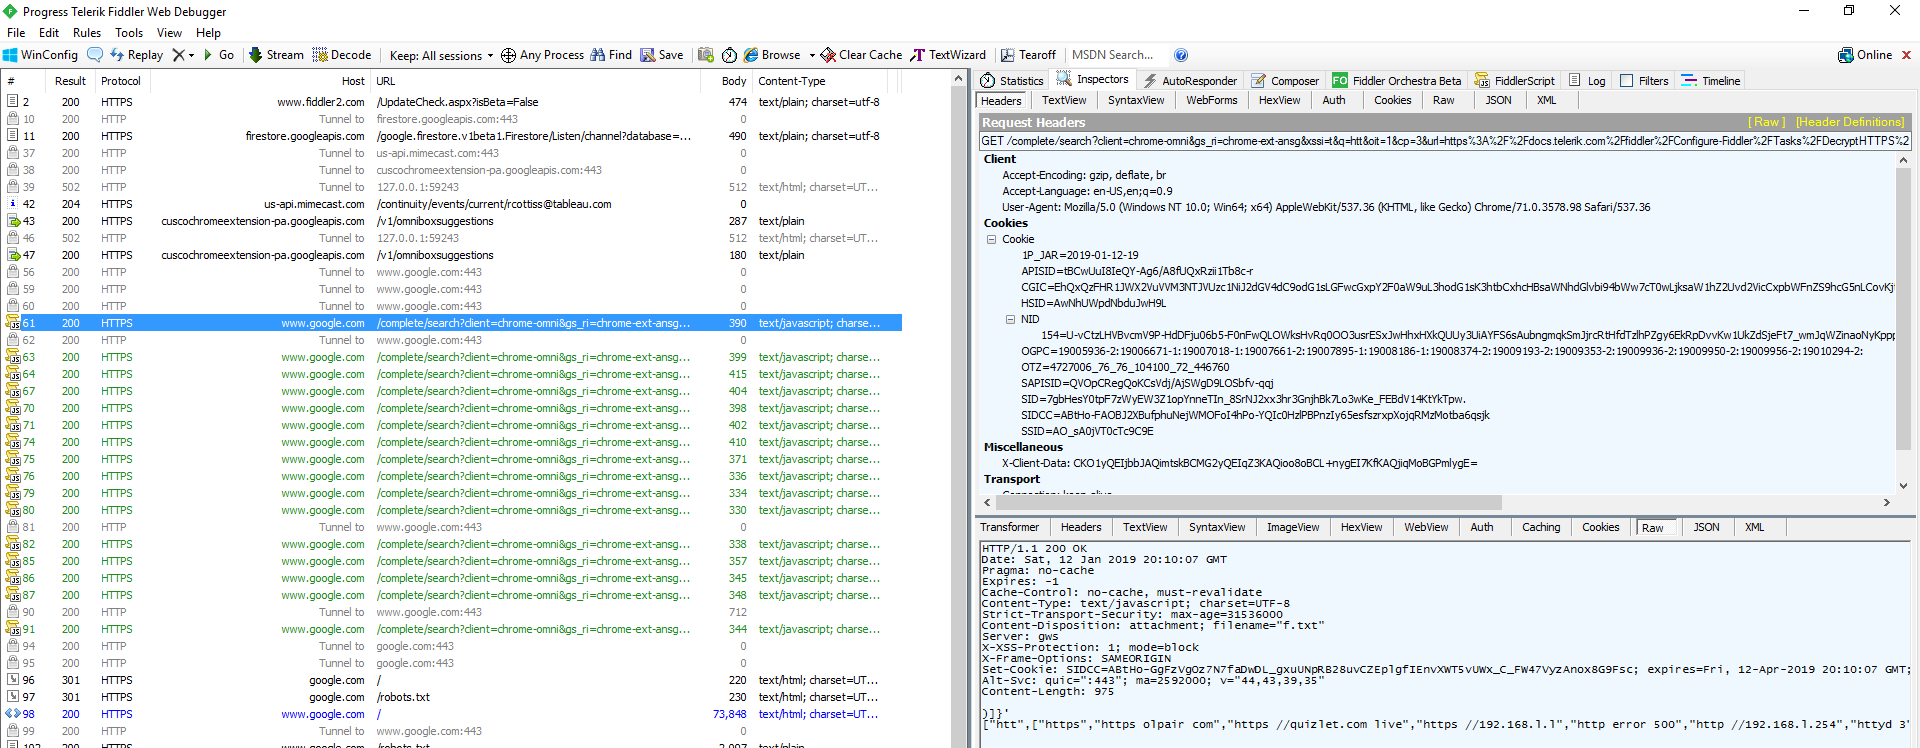 Progress Telerik Fiddler Web Debugger
File Edit Rules Tools View Help
WinConfig Replay Go Stream Decode Keep: All sessions Any Process Find Save Browse Clear Cache TextWizard Tearoff MSDN Search... Online
# Result Protocol Host URL Body Content-Type
2 200 HTTPS www.fiddler2.com /UpdateCheck.aspx?isBeta=False 474 text/plain; charset=utf-8
10 200 HTTP Tunnel to firestore.googleapis.com:443 0
11 200 HTTPS firestore.googleapis.com /google.firestore.v1beta1.Firestore/Listen/channel?database=... 490 text/plain; charset=utf-8
37 200 HTTP Tunnel to us-api.mimecast.com:443 0
38 200 HTTP Tunnel to cuscochromeextension-pa.googleapis.com:443 0
39 502 HTTP Tunnel to 127.0.0.1:59243 512 text/html; charset=UT...
42 204 HTTPS us-api.mimecast.com /continuity/events/current/rcottiss@tableau.com 0
43 200 HTTPS cuscochromeextension-pa.googleapis.com /v1/omniboxsuggestions 287 text/plain
46 502 HTTP Tunnel to 127.0.0.1:59243 512 text/html; charset=UT...
47 200 HTTPS cuscochromeextension-pa.googleapis.com /v1/omniboxsuggestions 180 text/plain
56 200 HTTP Tunnel to www.google.com:443 0
59 200 HTTP Tunnel to www.google.com:443 0
60 200 HTTP Tunnel to www.google.com:443 0
61 200 HTTPS www.google.com /complete/search?client=chrome-omni&gs_ri=chrome-ext-ansg... 390 text/javascript; charse...
62 200 HTTP Tunnel to www.google.com:443 0
63 200 HTTPS www.google.com /complete/search?client=chrome-omni&gs_ri=chrome-ext-ansg... 399 text/javascript; charse...
64 200 HTTPS www.google.com /complete/search?client=chrome-omni&gs_ri=chrome-ext-ansg... 415 text/javascript; charse...
67 200 HTTPS www.google.com /complete/search?client=chrome-omni&gs_ri=chrome-ext-ansg... 404 text/javascript; charse...
70 200 HTTPS www.google.com /complete/search?client=chrome-omni&gs_ri=chrome-ext-ansg... 398 text/javascript; charse...
71 200 HTTPS www.google.com /complete/search?client=chrome-omni&gs_ri=chrome-ext-ansg... 402 text/javascript; charse...
74 200 HTTPS www.google.com /complete/search?client=chrome-omni&gs_ri=chrome-ext-ansg... 410 text/javascript; charse...
75 200 HTTPS www.google.com /complete/search?client=chrome-omni&gs_ri=chrome-ext-ansg... 371 text/javascript; charse...
76 200 HTTPS www.google.com /complete/search?client=chrome-omni&gs_ri=chrome-ext-ansg... 336 text/javascript; charse...
79 200 HTTPS www.google.com /complete/search?client=chrome-omni&gs_ri=chrome-ext-ansg... 334 text/javascript; charse...
80 200 HTTPS www.google.com /complete/search?client=chrome-omni&gs_ri=chrome-ext-ansg... 330 text/javascript; charse...
81 200 HTTP Tunnel to www.google.com:443 0
82 200 HTTPS www.google.com /complete/search?client=chrome-omni&gs_ri=chrome-ext-ansg... 338 text/javascript; charse...
85 200 HTTPS www.google.com /complete/search?client=chrome-omni&gs_ri=chrome-ext-ansg... 357 text/javascript; charse...
86 200 HTTPS www.google.com /complete/search?client=chrome-omni&gs_ri=chrome-ext-ansg... 345 text/javascript; charse...
87 200 HTTPS www.google.com /complete/search?client=chrome-omni&gs_ri=chrome-ext-ansg... 348 text/javascript; charse...
90 200 HTTP Tunnel to www.google.com:443 712
91 200 HTTPS www.google.com /complete/search?client=chrome-omni&gs_ri=chrome-ext-ansg... 344 text/javascript; charse...
94 200 HTTP Tunnel to google.com:443 0
95 200 HTTP Tunnel to google.com:443 0
96 301 HTTPS google.com / 220 text/html; charset=UT...
97 301 HTTPS google.com /robots.txt 230 text/html; charset=UT...
98 200 HTTPS www.google.com / 73,848 text/html; charset=UT...
99 200 HTTP Tunnel to www.google.com:443 0
Statistics Inspectors AutoResponder Composer FO Fiddler Orchestra Beta FiddlerScript Log Filters Timeline
Headers TextView SyntaxView WebForms HexView Auth Cookies Raw JSON XML
Request Headers [ Raw ] [Header Definitions]
GET /complete/search?client=chrome-omni&gs_ri=chrome-ext-ansg&xssi=t&q=htt&oit=1&cp=3&url=https%3A%2F%2Fdocs.telerik.com%2Ffiddler%2FConfigure-Fiddler%2FTasks%2FDecryptHTTPS%2
Client
Accept-Encoding: gzip, deflate, br
Accept-Language: en-US,en;q=0.9
User-Agent: Mozilla/5.0 (Windows NT 10.0; Win64; x64) AppleWebKit/537.36 (KHTML, like Gecko) Chrome/71.0.3578.98 Safari/537.36
Cookies
Cookie
1P_JAR=2019-01-12-19
APISID=tBCwUuI8IeQY-Ag6/A8fUQxRzii1Tb8c-r
HSID=AwNhUWpdNbduJwH9L
NID
OGPC=19005936-2:19006671-1:19007018-1:19007661-2:19007895-1:19008186-1:19008374-2:19009193-2:19009353-2:19009936-2:19009950-2:19009956-2:19010294-2:
OTZ=4727006_76_76_104100_72_446760
SAPISID=QVOpCRegQoKCsVdj/AjSWgD9LOSbfv-qqj
SID=7gbHesY0tpF7zWyEW3Z1opYnneTIn_8SrNJ2xx3hr3GnjhBk7Lo3wKe_FEBdV14KtYkTpw.
SIDCC=ABtHo-FAOBJ2XBufphuNejWMOFoI4hPo-YQIc0HzlPBPnzIy65esfszrxpXojqRMzMotba6qsjk
SSID=AO_sA0jVT0cTc9C9E
Miscellaneous
X-Client-Data: CKO1yQEIjbbJAQimtskBCMG2yQEIqZ3KAQioo8oBCL+nygEI7KfKAQjiqMoBGPmlygE=
Transport
Transformer Headers TextView SyntaxView ImageView HexView WebView Auth Caching Cookies Raw JSON XML
HTTP/1.1 200 OK
Date: Sat, 12 Jan 2019 20:10:07 GMT
Pragma: no-cache
Expires: -1
Cache-Control: no-cache, must-revalidate
Content-Type: text/javascript; charset=UTF-8
Strict-Transport-Security: max-age=31536000
Content-Disposition: attachment; filename="f.txt"
Server: gws
X-XSS-Protection: 1; mode=block
X-Frame-Options: SAMEORIGIN
Set-Cookie: SIDCC=ABtHo-GgFzVgOz7N7faDwDL_gxuUNpRB28uvCZEplgfIEnvXWT5vUWx_C_FW47VyzAnox8G9Fsc; expires=Fri, 12-Apr-2019 20:10:07 GMT;
Alt-Svc: quic=":443"; ma=2592000; v="44,43,39,35"
Content-Length: 975
)]}'
["htt",["https","https olpair com","https //quizlet.com live","https //192.168.l.l","http error 500","http //192.168.l.254","httyd 3"